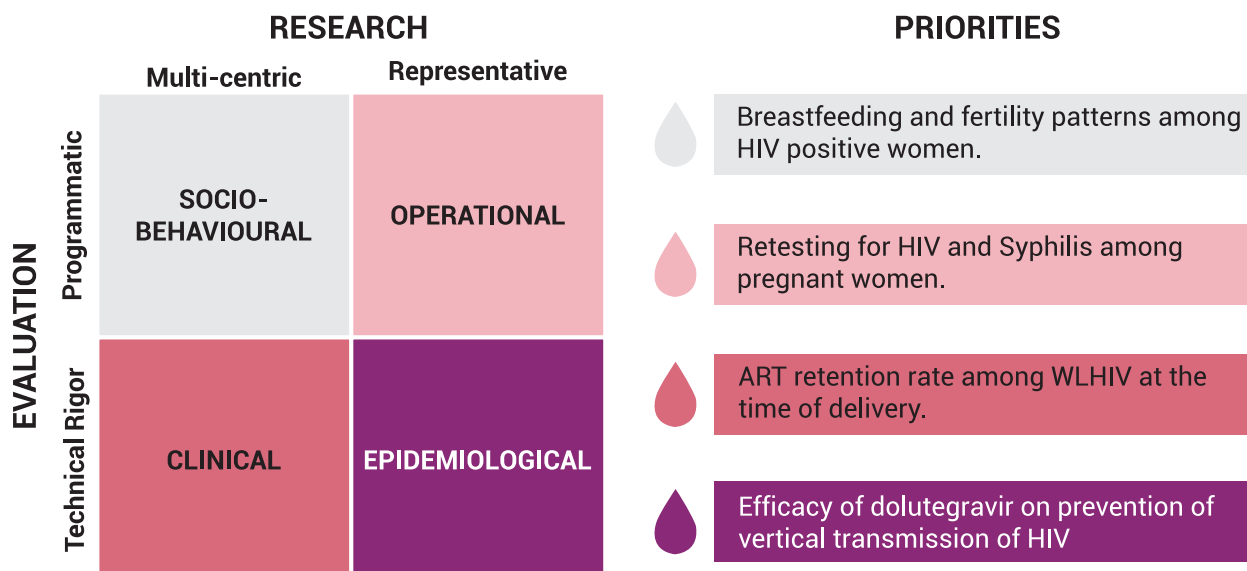 RESEARCH
Multi-centric
Representative
EVALUATION
Programmatic
Technical Rigor
SOCIO-
BEHAVIOURAL
OPERATIONAL
CLINICAL
EPIDEMIOLOGICAL
PRIORITIES
Breastfeeding and fertility patterns among
HIV positive women.
Retesting for HIV and Syphilis among
pregnant women.
ART retention rate among WLHIV at the
time of delivery.
Efficacy of dolutegravir on prevention of
vertical transmission of HIV